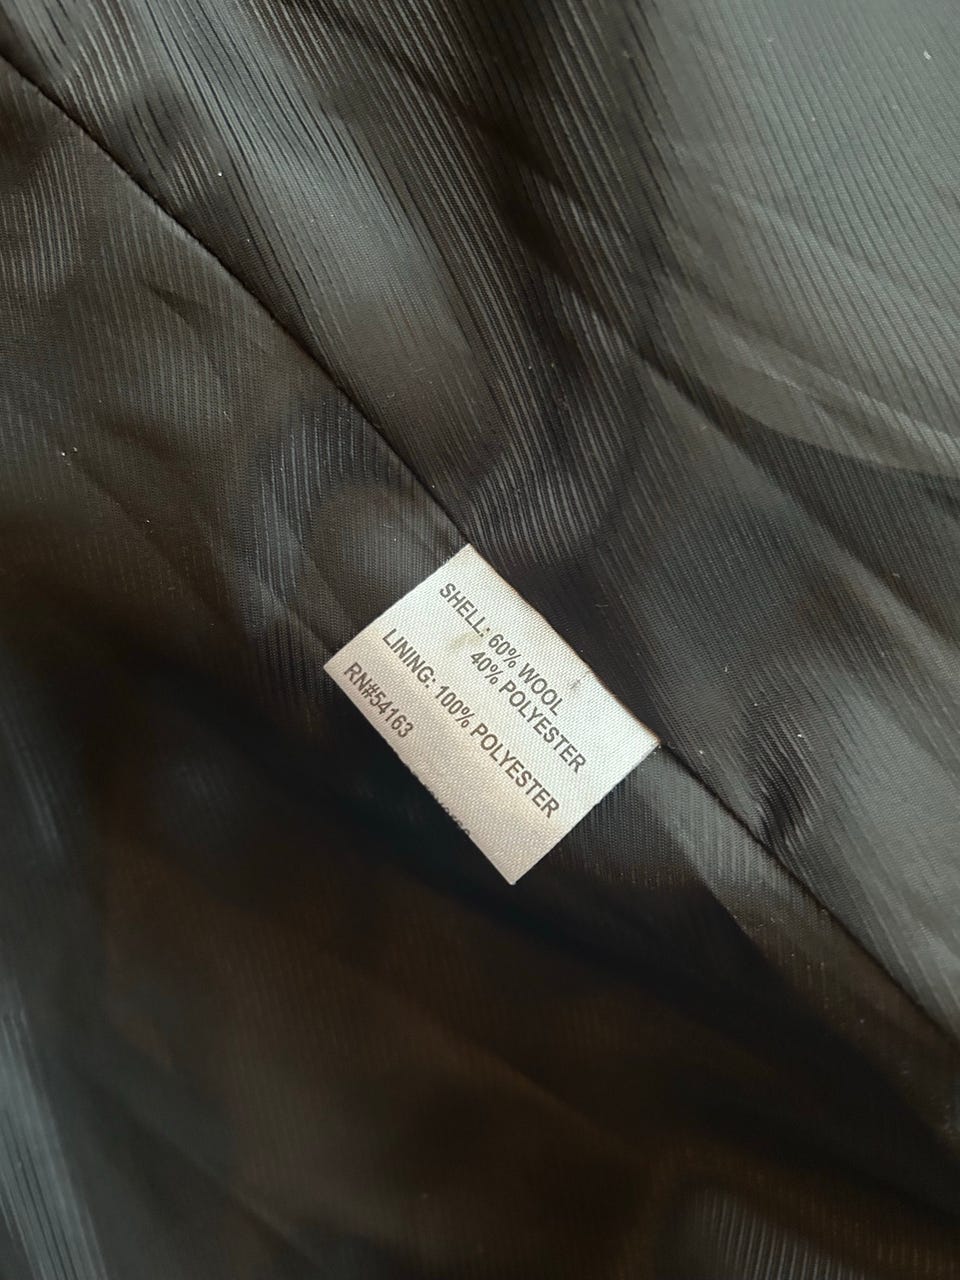 SHELL: 60% WOOL
40% POLYESTER
LINING: 100% POLYESTER
RN#54163